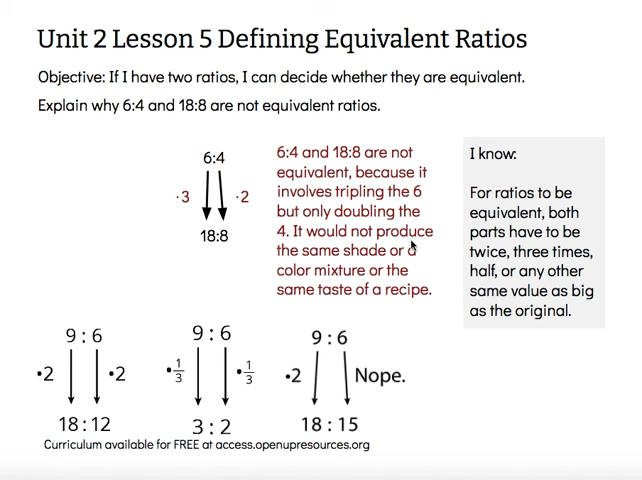 Unit 2 Lesson 5 Defining Equivalent Ratios
Objective: If I have two ratios, I can decide whether they are equivalent.
Explain why 6:4 and 18:8 are not equivalent ratios.
6:4
·3 ·2
18:8
6:4 and 18:8 are not
equivalent, because it
involves tripling the 6
but only doubling the
4. It would not produce
the same shade or a
color mixture or the
same taste of a recipe.
I know:
For ratios to be
equivalent, both
parts have to be
twice, three times,
half, or any other
same value as big
as the original.
9 : 6
·2 ·2
18 : 12
9 : 6
·1/3 ·1/3
3 : 2
9 : 6
·2 Nope.
18 : 15
Curriculum available for FREE at access.openupresources.org